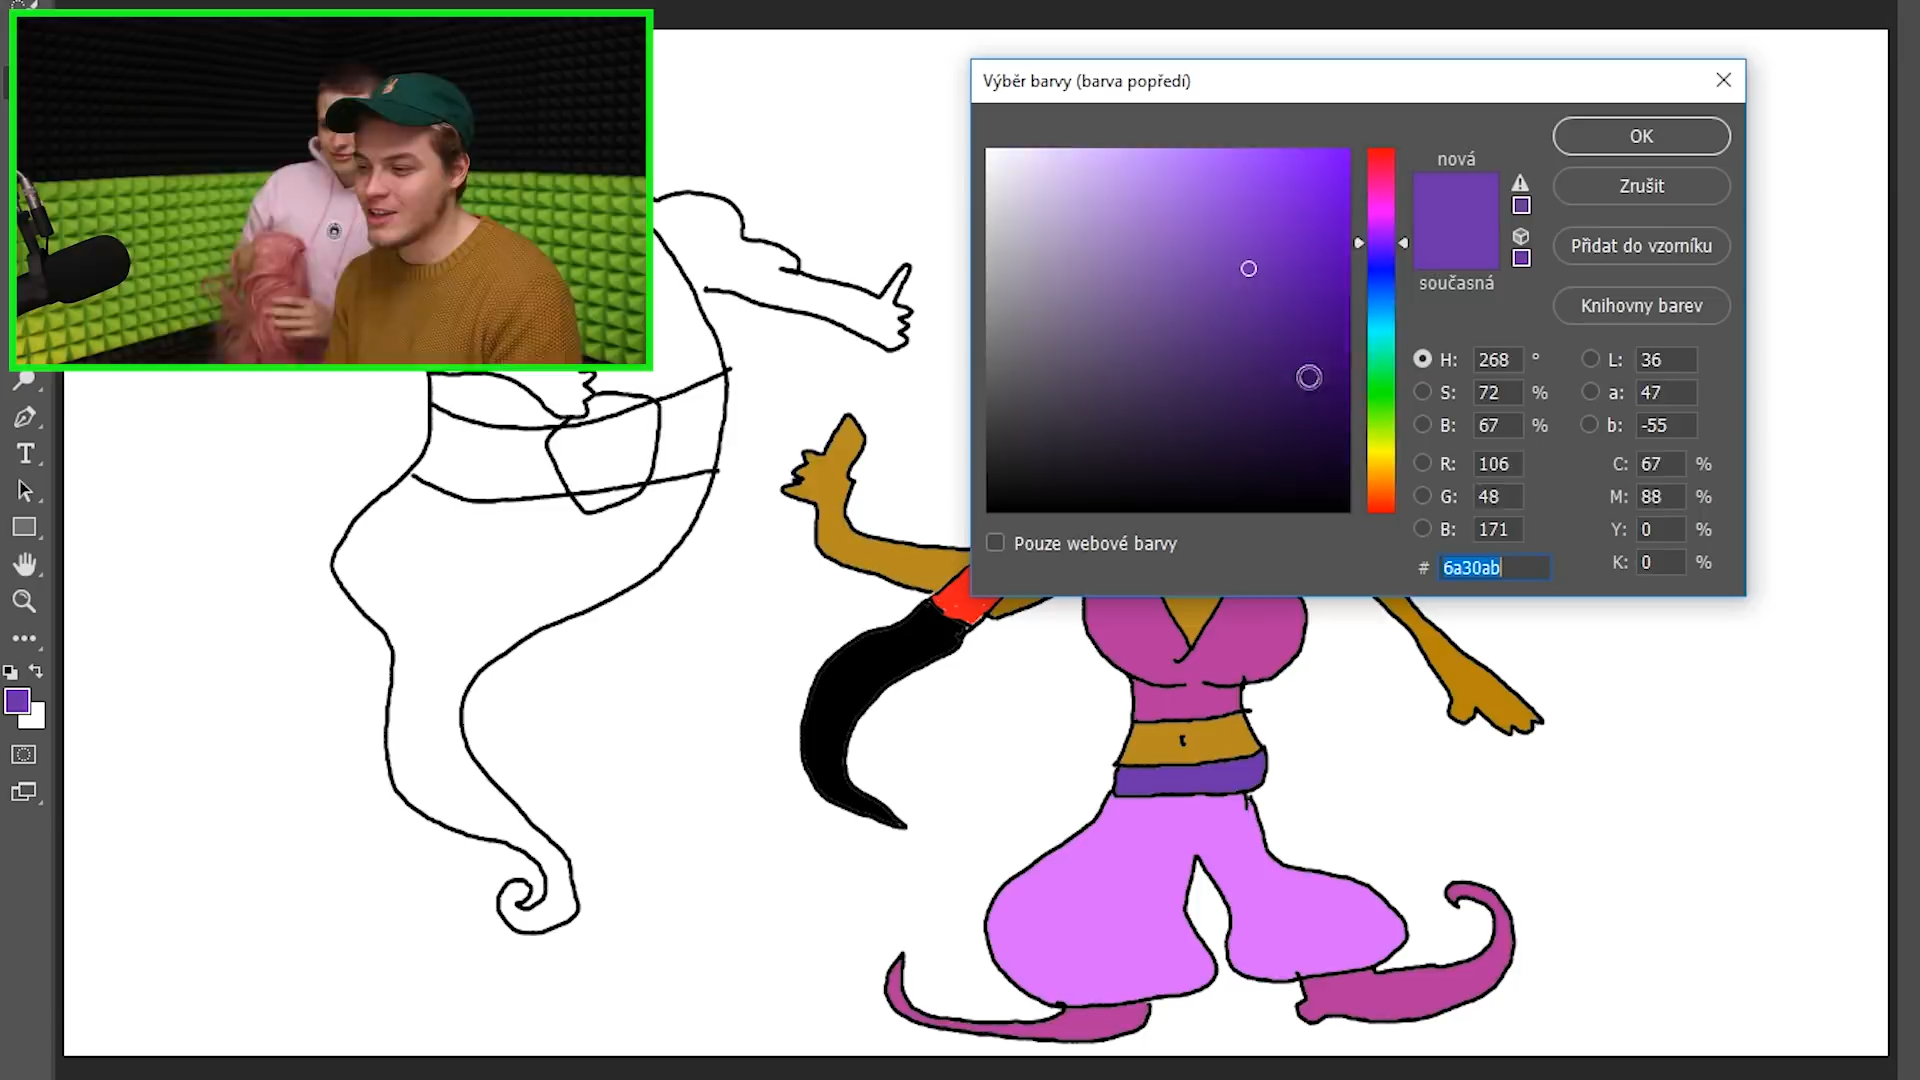 Výběr barvy (barva popředí)
OK
nová
Zrušit
Přidat do vzorníku
současná
Knihovny barev
H: 268 ° L: 36
S: 72 % a: 47
B: 67 % b: -55
R: 106 C: 67 %
G: 48 M: 88 %
B: 171 Y: 0 %
Pouze webové barvy
K: 0 %
# 6a30ab
T